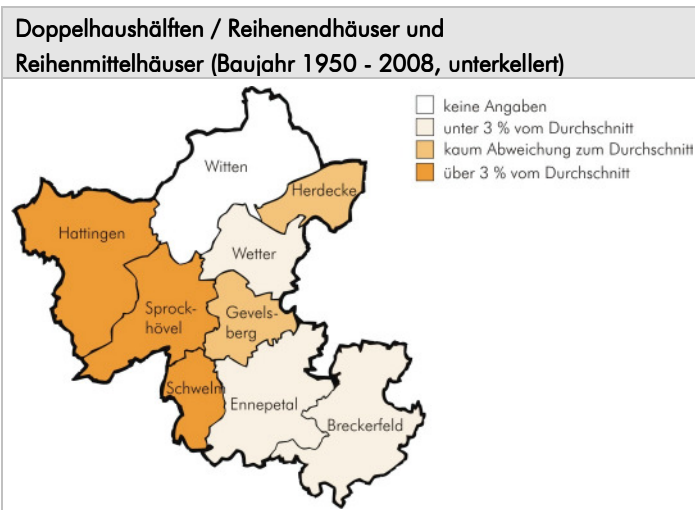 Doppelhaushälften / Reihenendhäuser und
Reihenmittelhäuser (Baujahr 1950 - 2008, unterkellert)
keine Angaben
unter 3 % vom Durchschnitt
kaum Abweichung zum Durchschnitt
über 3 % vom Durchschnitt
Witten
Herdecke
Hattingen
Wetter
Sprock-
hövel
Gevels-
berg
Schwelm
Ennepetal
Breckerfeld